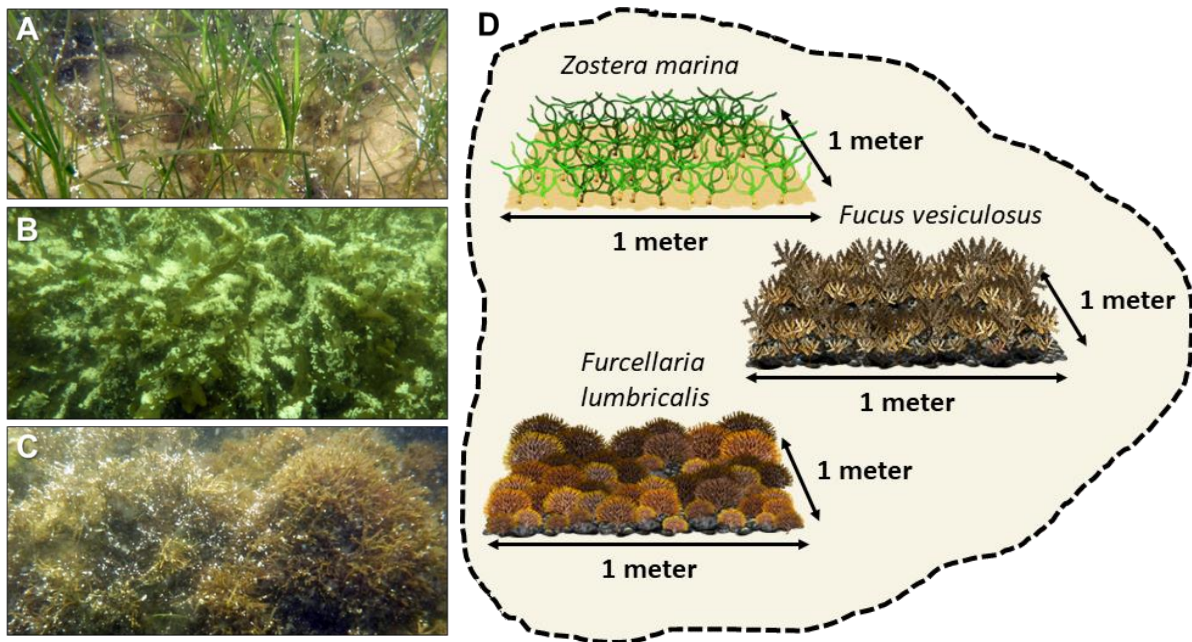 A
B
C
D
Zostera marina
1 meter
1 meter
Fucus vesiculosus
1 meter
1 meter
Furcellaria
lumbricalis
1 meter
1 meter